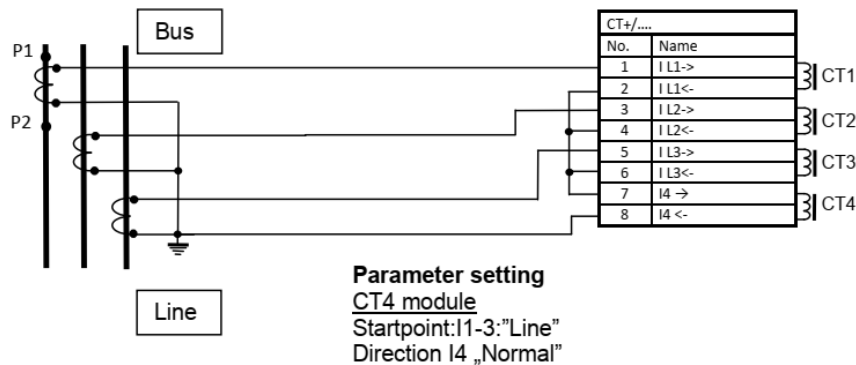 Bus
P1
P2
Line
CT+/....
No. Name
1 I L1->
2 I L1<-
3 I L2->
4 I L2<-
5 I L3->
6 I L3<-
7 I4 →
8 I4 <-
CT1
CT2
CT3
CT4
Parameter setting
CT4 module
Startpoint:I1-3:”Line”
Direction I4 „Normal”